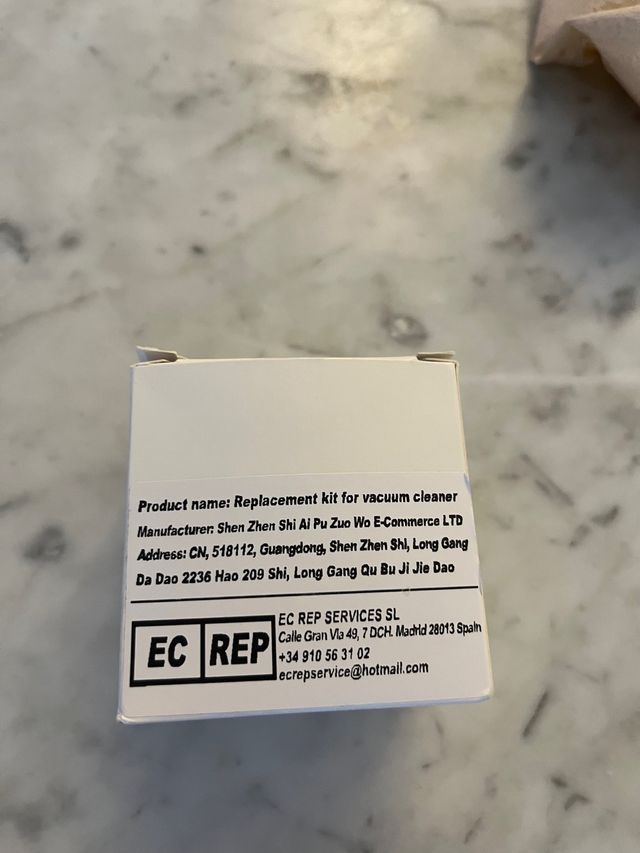 Product name: Replacement kit for vacuum cleaner
Manufacturer: Shen Zhen Shi Ai Pu Zuo Wo E-Commerce LTD
Address: CN, 518112, Guangdong, Shen Zhen Shi, Long Gang
Da Dao 2236 Hao 209 Shi, Long Gang Qu Bu Ji Jie Dao
EC REP
EC REP SERVICES SL
Calle Gran Vía 49, 7 DCH. Madrid 28013 Spain
+34 910 56 31 02
ecrepservice@hotmail.com